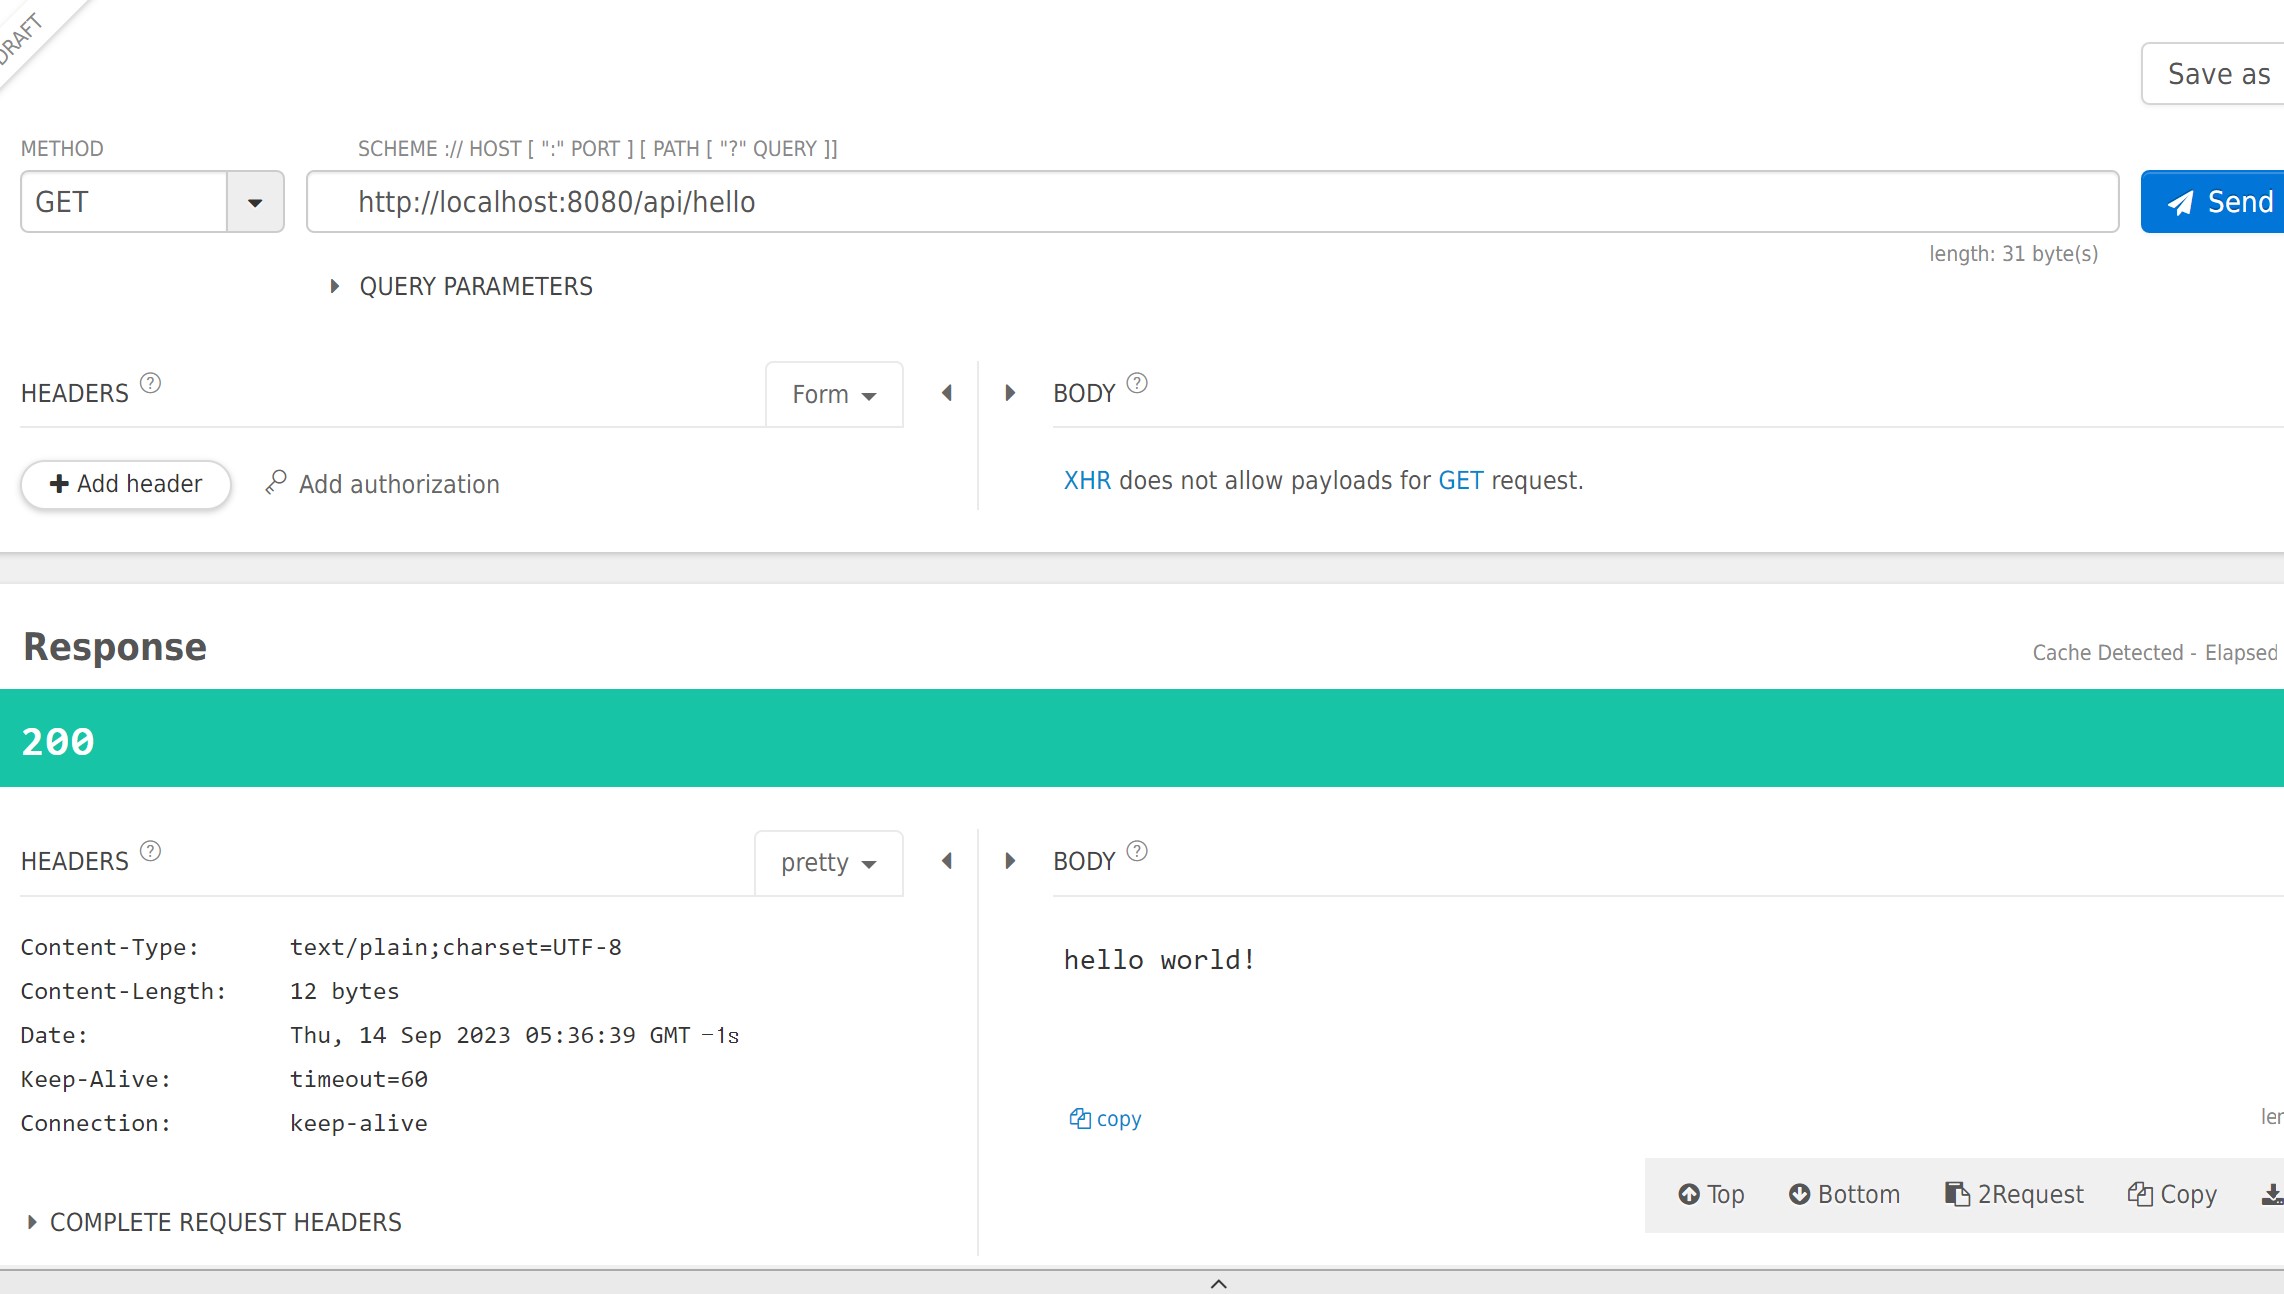 DRAFT
Save as
METHOD
SCHEME :// HOST [ ":" PORT ] [ PATH [ "?" QUERY ]]
GET
http://localhost:8080/api/hello
Send
length: 31 byte(s)
QUERY PARAMETERS
HEADERS ?
Form
BODY ?
Add header
Add authorization
XHR does not allow payloads for GET request.
Response
Cache Detected - Elapsed
200
HEADERS ?
pretty
BODY ?
Content-Type: text/plain;charset=UTF-8
Content-Length: 12 bytes
Date: Thu, 14 Sep 2023 05:36:39 GMT −1s
Keep-Alive: timeout=60
Connection: keep-alive
hello world!
copy
Top
Bottom
2Request
Copy
COMPLETE REQUEST HEADERS